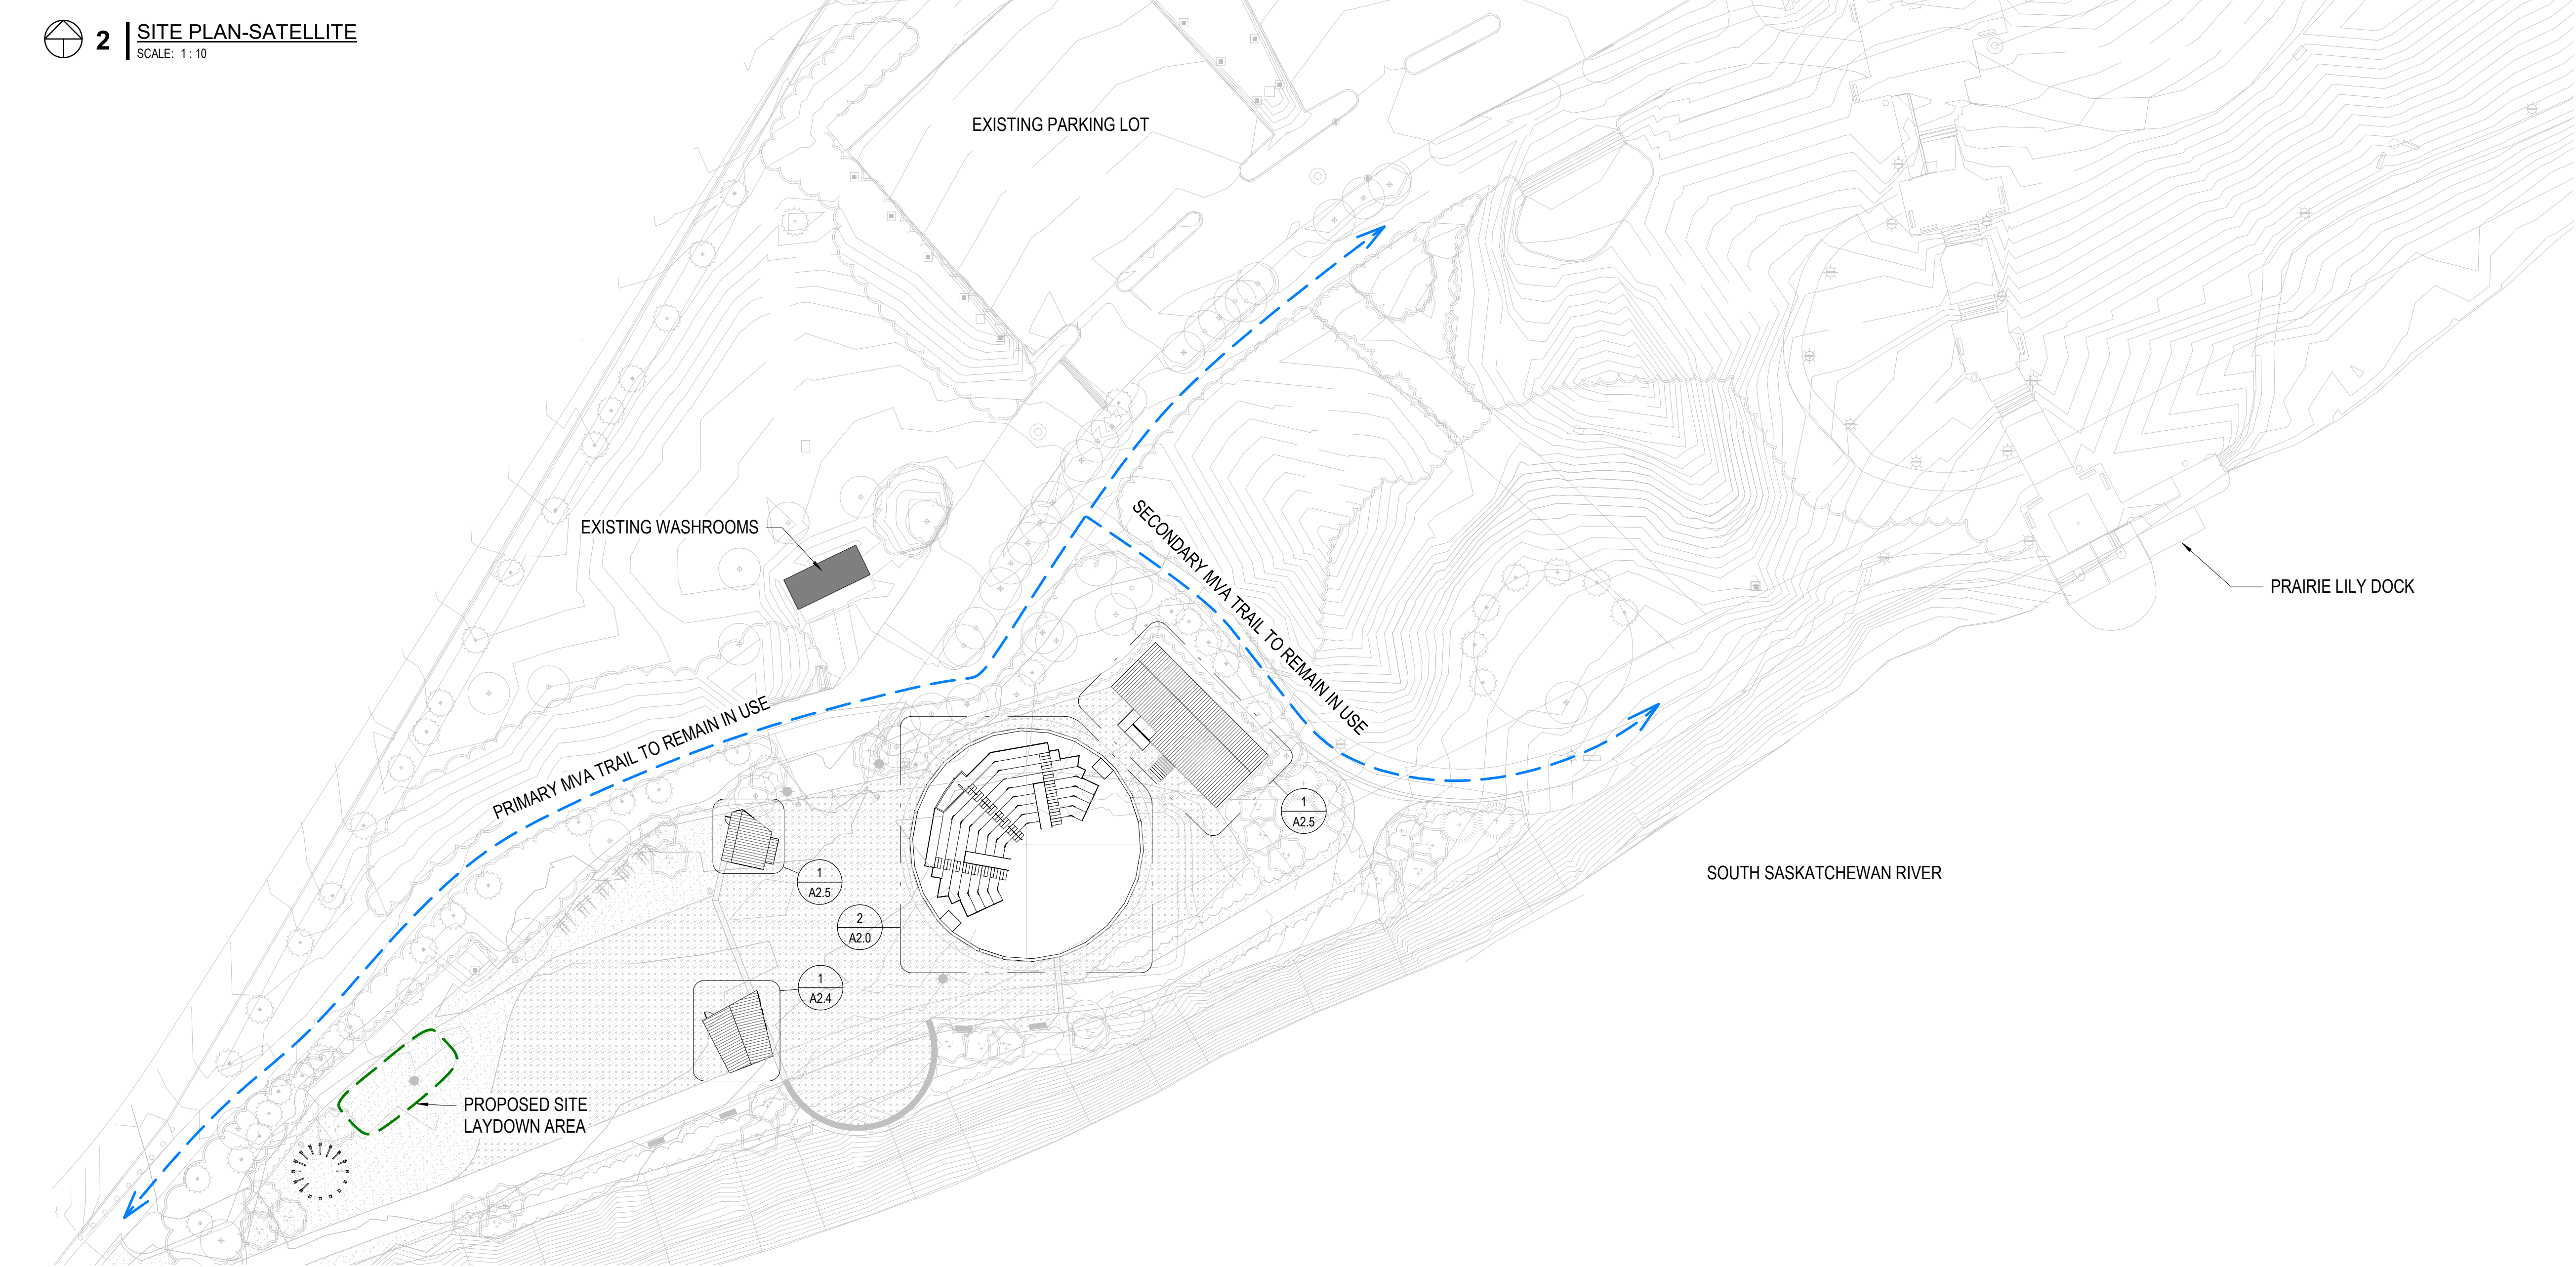 2
SITE PLAN-SATELLITE
SCALE: 1 : 10
EXISTING PARKING LOT
EXISTING WASHROOMS
SECONDARY MVA TRAIL TO REMAIN IN USE
PRAIRIE LILY DOCK
PRIMARY MVA TRAIL TO REMAIN IN USE
1
A2.5
SOUTH SASKATCHEWAN RIVER
1
A2.5
2
A2.0
1
A2.4
PROPOSED SITE
LAYDOWN AREA